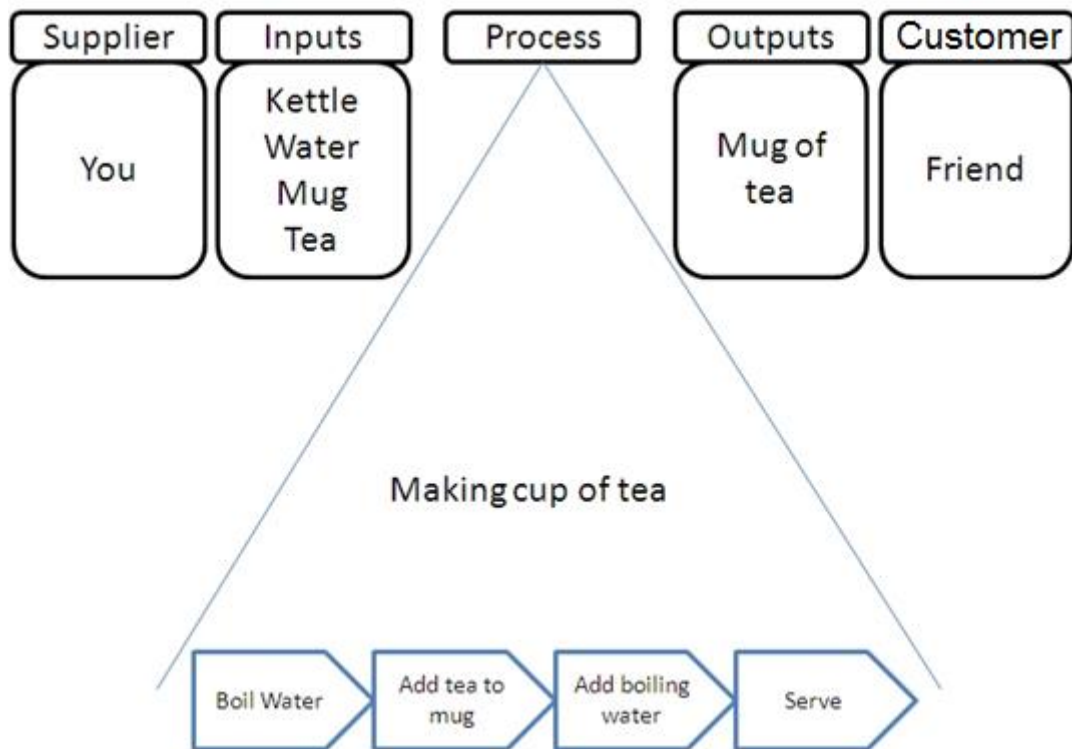 Supplier
Inputs
Process
Outputs
Customer
You
Kettle
Water
Mug
Tea
Mug of
tea
Friend
Making cup of tea
Boil Water
Add tea to
mug
Add boiling
water
Serve